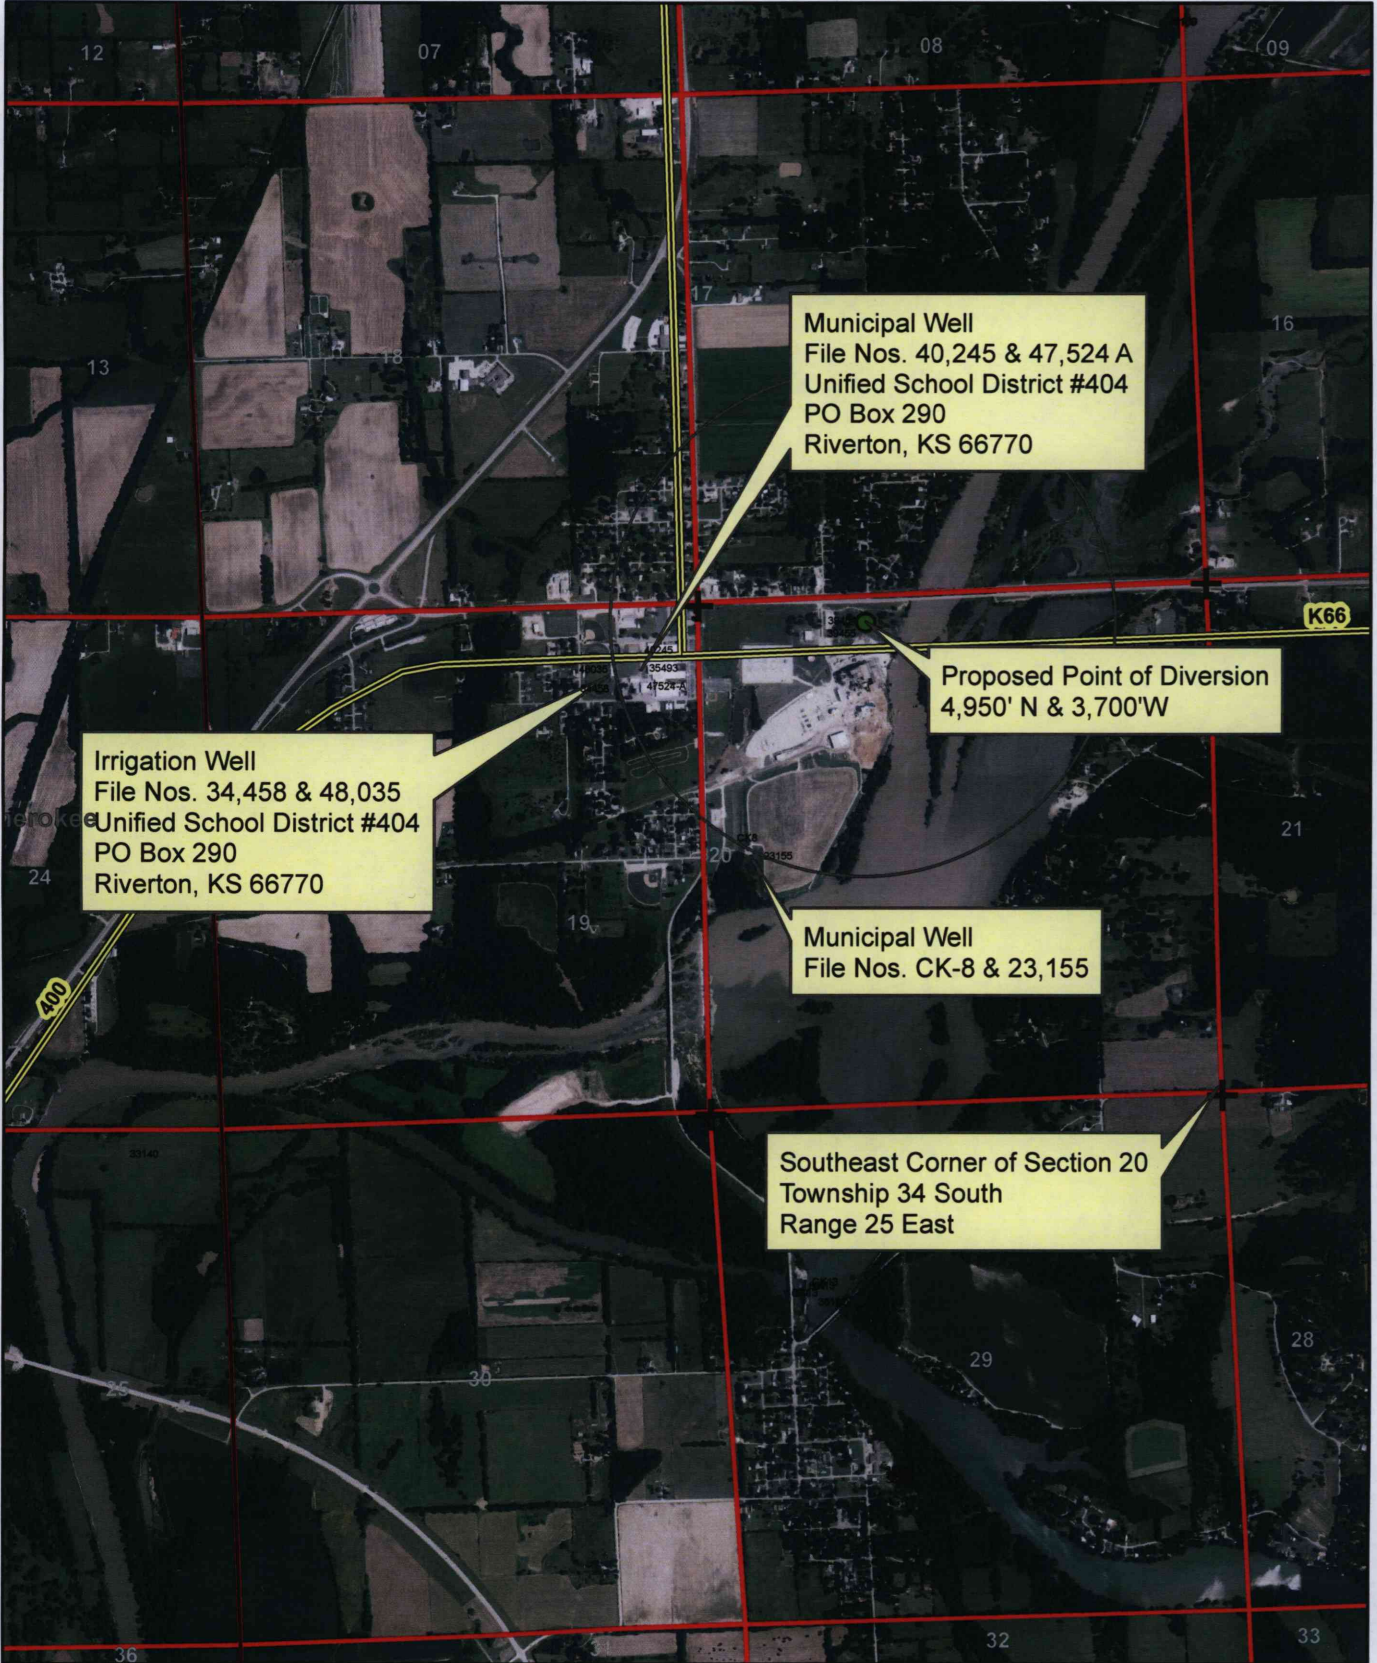 12
07
08
09
17
16
13
18
Municipal Well
File Nos. 40,245 & 47,524 A
Unified School District #404
PO Box 290
Riverton, KS 66770
K66
Proposed Point of Diversion
4,950' N & 3,700'W
35493
47524-A
48035
Irrigation Well
File Nos. 34,458 & 48,035
Unified School District #404
PO Box 290
Riverton, KS 66770
24
21
CK8
20
23155
19
Municipal Well
File Nos. CK-8 & 23,155
400
33140
Southeast Corner of Section 20
Township 34 South
Range 25 East
25
30
29
28
36
32
33